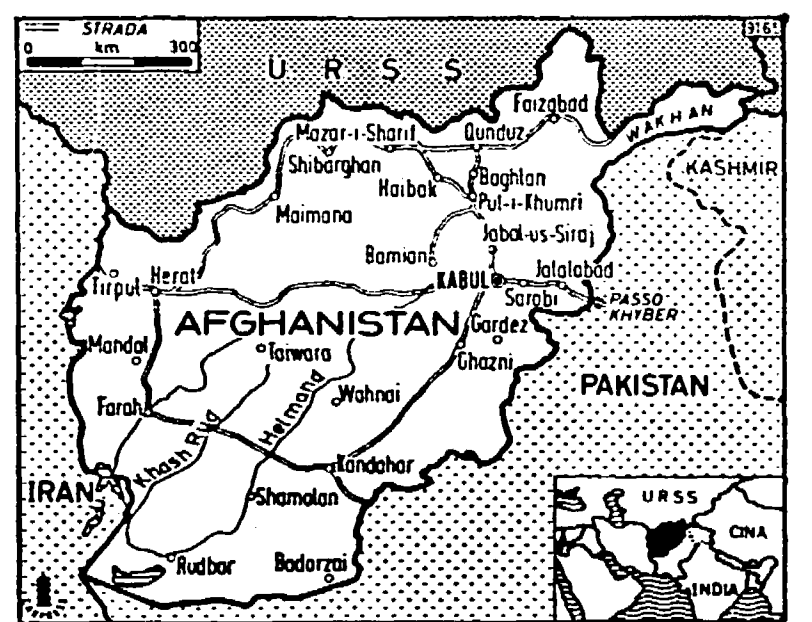 STRADA
0 km 300
3165
U R S S
Faizabad
WAKHAN
Mazar-i-Sharif
Qunduz
KASHMIR
Shibarghan
Baghlan
Haibak
Pul-i-Khumri
Maimana
Jabal-us-Siraj
Bamian
Tirpul
Herat
KABUL
Jalalabad
Sarobi
PASSO
KHYBER
AFGHANISTAN
Gardez
Mandal
Taiwara
Ghazni
PAKISTAN
Wahnai
Farah
Khash Rud
Helmand
Kandahar
IRAN
Shamalan
URSS
CINA
INDIA
Rudbar
Badarzai